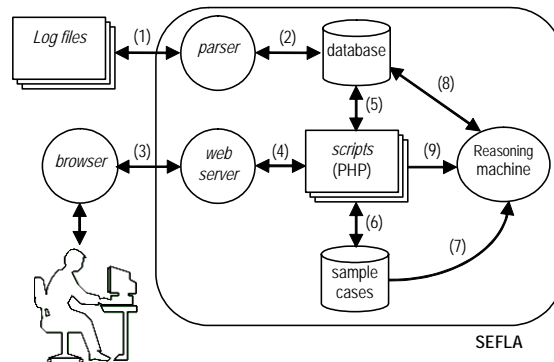 Log files
(1)
parser
(2)
database
(8)
(5)
browser
(3)
web
server
(4)
scripts
(PHP)
(9)
Reasoning
machine
(6)
(7)
sample
cases
SEFLA